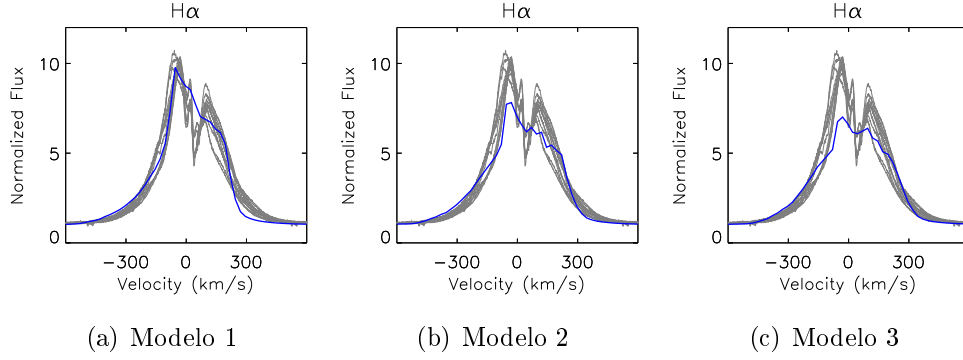 Hα
Normalized Flux
10
5
0
−300
0
300
Velocity (km/s)
(a) Modelo 1
Hα
Normalized Flux
10
5
0
−300
0
300
Velocity (km/s)
(b) Modelo 2
Hα
Normalized Flux
10
5
0
−300
0
300
Velocity (km/s)
(c) Modelo 3